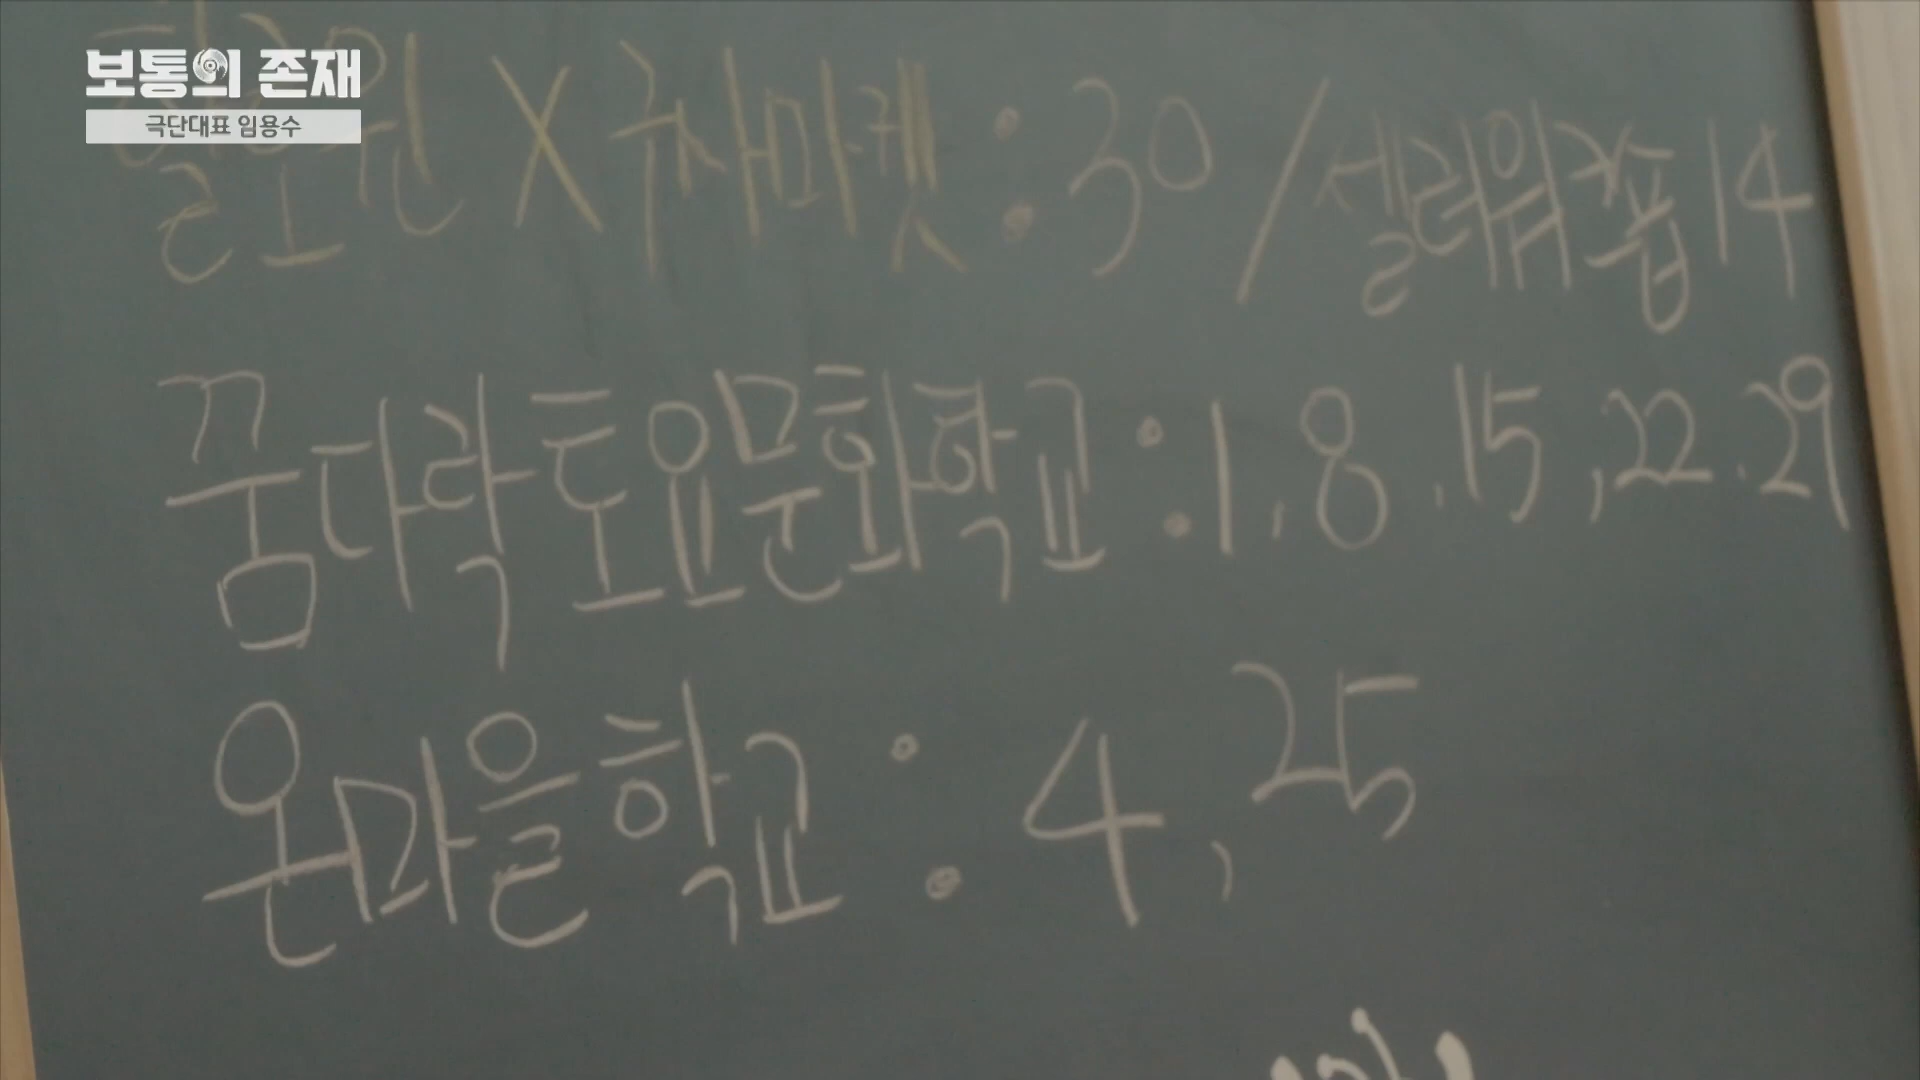 보통의 존재
극단대표 임용수
X 차마켓 : 30 / 셀러워크숍 14
꿈다락토요문화학교 : 1, 8, 15, 22, 29
온마을학교 : 4, 25